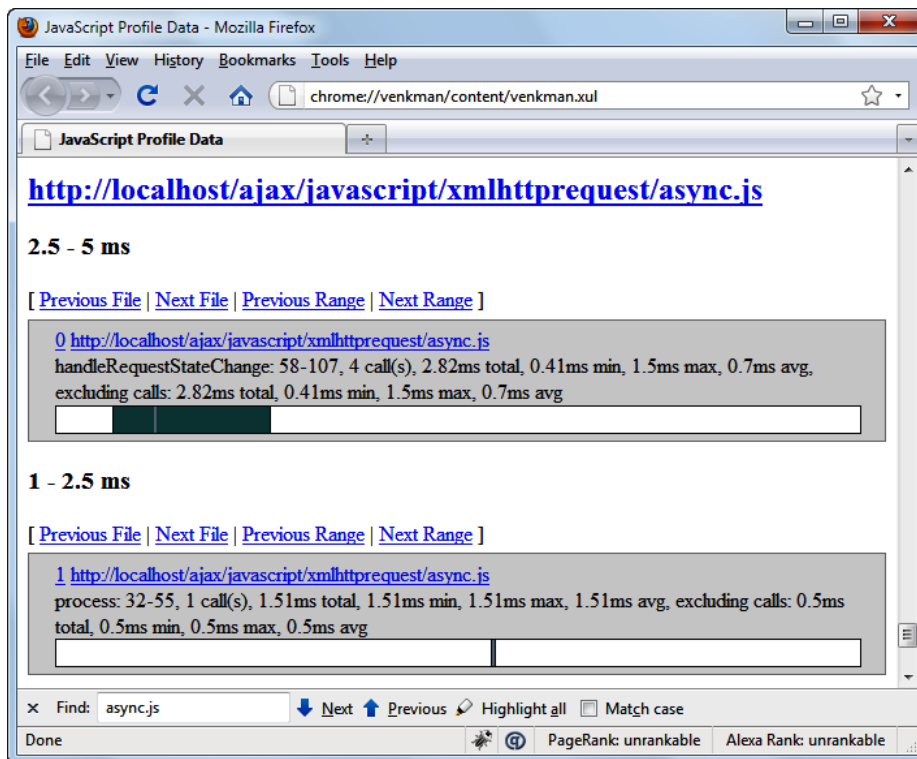 JavaScript Profile Data - Mozilla Firefox
File Edit View History Bookmarks Tools Help
chrome://venkman/content/venkman.xul
JavaScript Profile Data
http://localhost/ajax/javascript/xmlhttprequest/async.js
2.5 - 5 ms
[ Previous File | Next File | Previous Range | Next Range ]
0 http://localhost/ajax/javascript/xmlhttprequest/async.js
handleRequestStateChange: 58-107, 4 call(s), 2.82ms total, 0.41ms min, 1.5ms max, 0.7ms avg,
excluding calls: 2.82ms total, 0.41ms min, 1.5ms max, 0.7ms avg
1 - 2.5 ms
[ Previous File | Next File | Previous Range | Next Range ]
1 http://localhost/ajax/javascript/xmlhttprequest/async.js
process: 32-55, 1 call(s), 1.51ms total, 1.51ms min, 1.51ms max, 1.51ms avg, excluding calls: 0.5ms
total, 0.5ms min, 0.5ms max, 0.5ms avg
x Find: async.js Next Previous Highlight all Match case
Done @ PageRank: unrankable Alexa Rank: unrankable